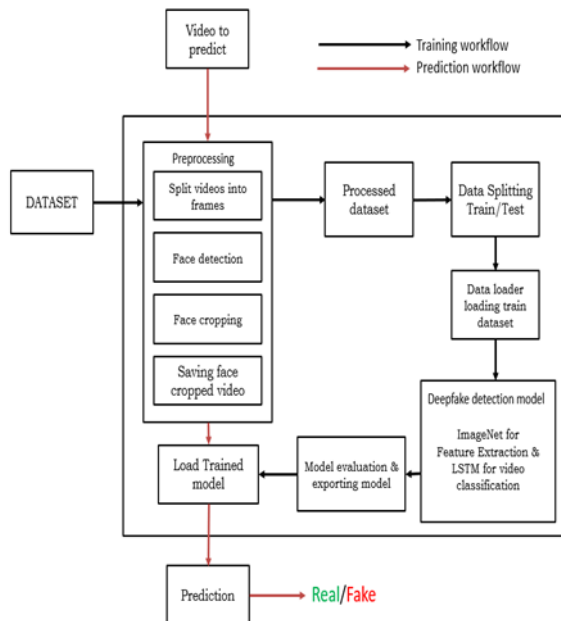 Video to
predict
Training workflow
Prediction workflow
Preprocessing
Split videos into
frames
Face detection
Face cropping
Saving face
cropped video
DATASET
Processed
dataset
Data Splitting
Train/Test
Data loader
loading train
dataset
Deepfake detection model
ImageNet for
Feature Extraction &
LSTM for video
classification
Model evaluation &
exporting model
Load Trained
model
Prediction
Real/Fake